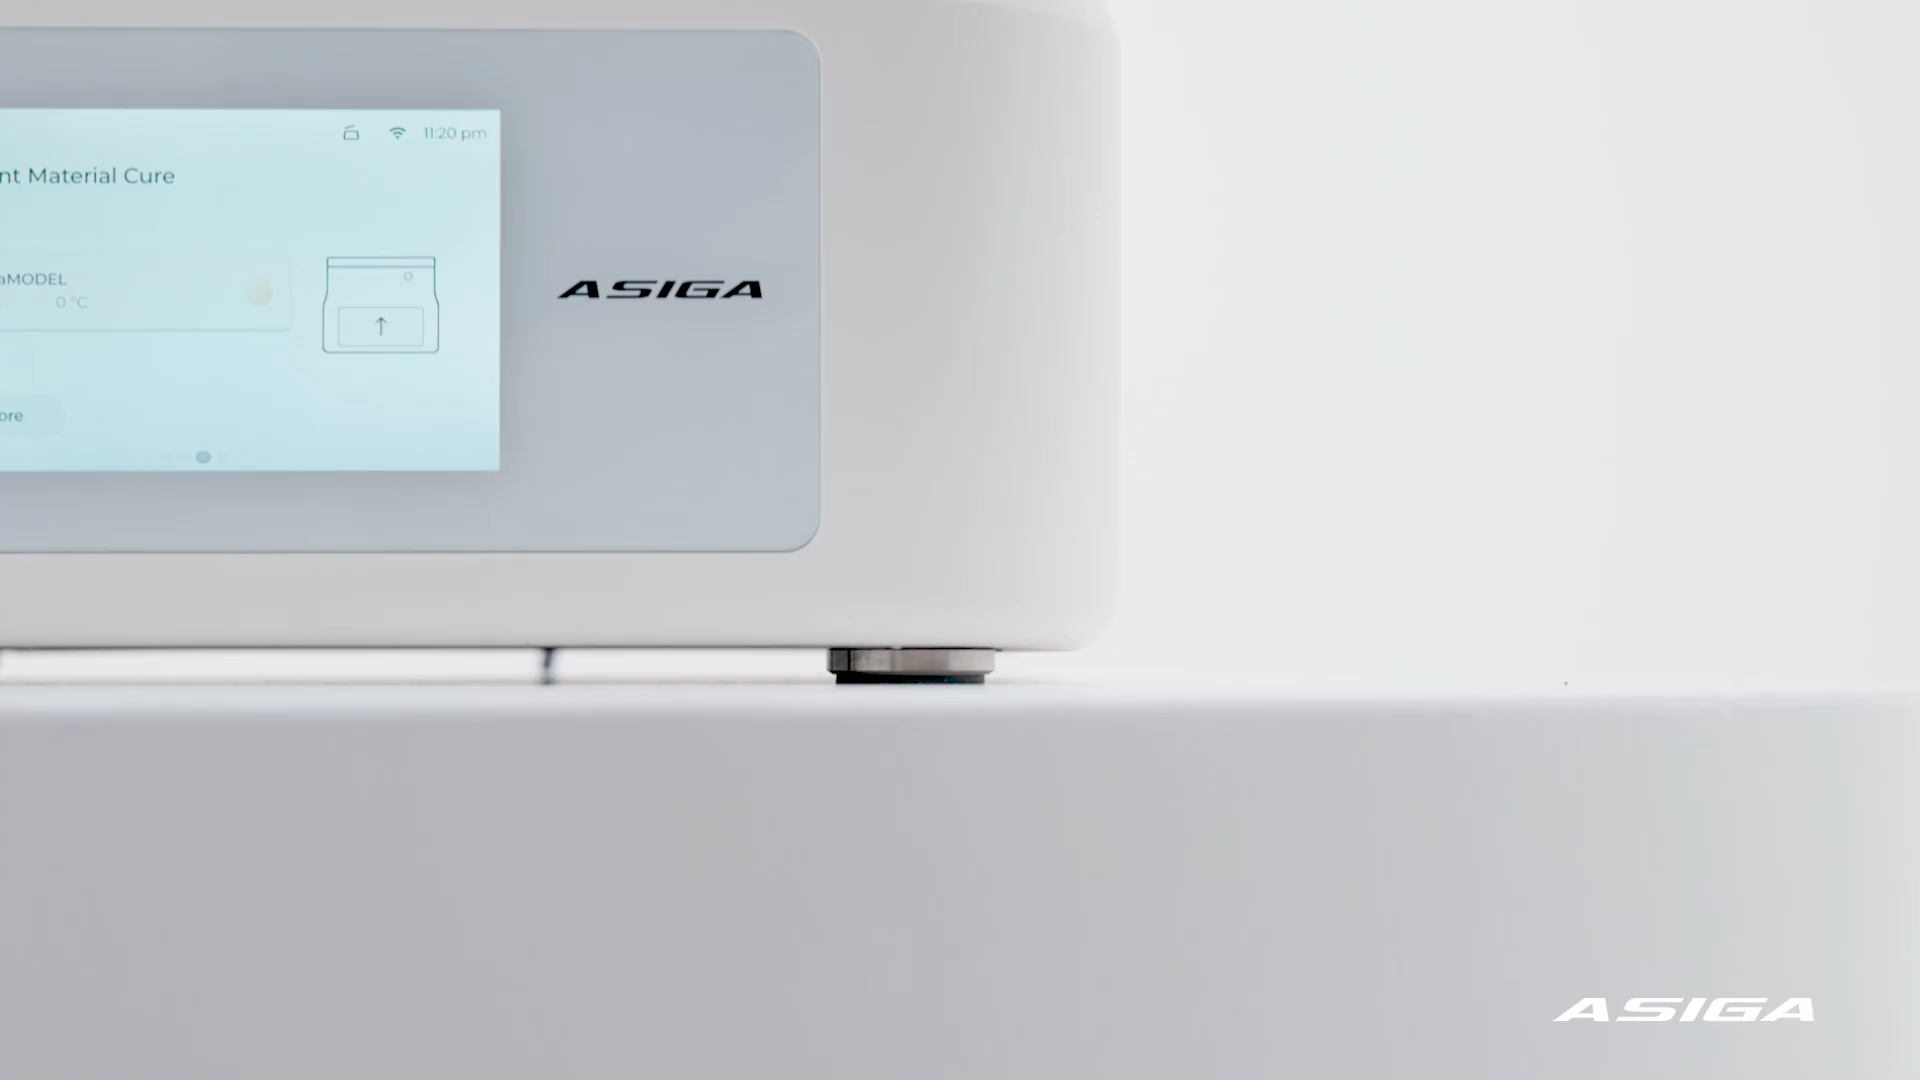 11:20 pm
nt Material Cure
aMODEL
0 °C
ore
ASIGA
ASIGA